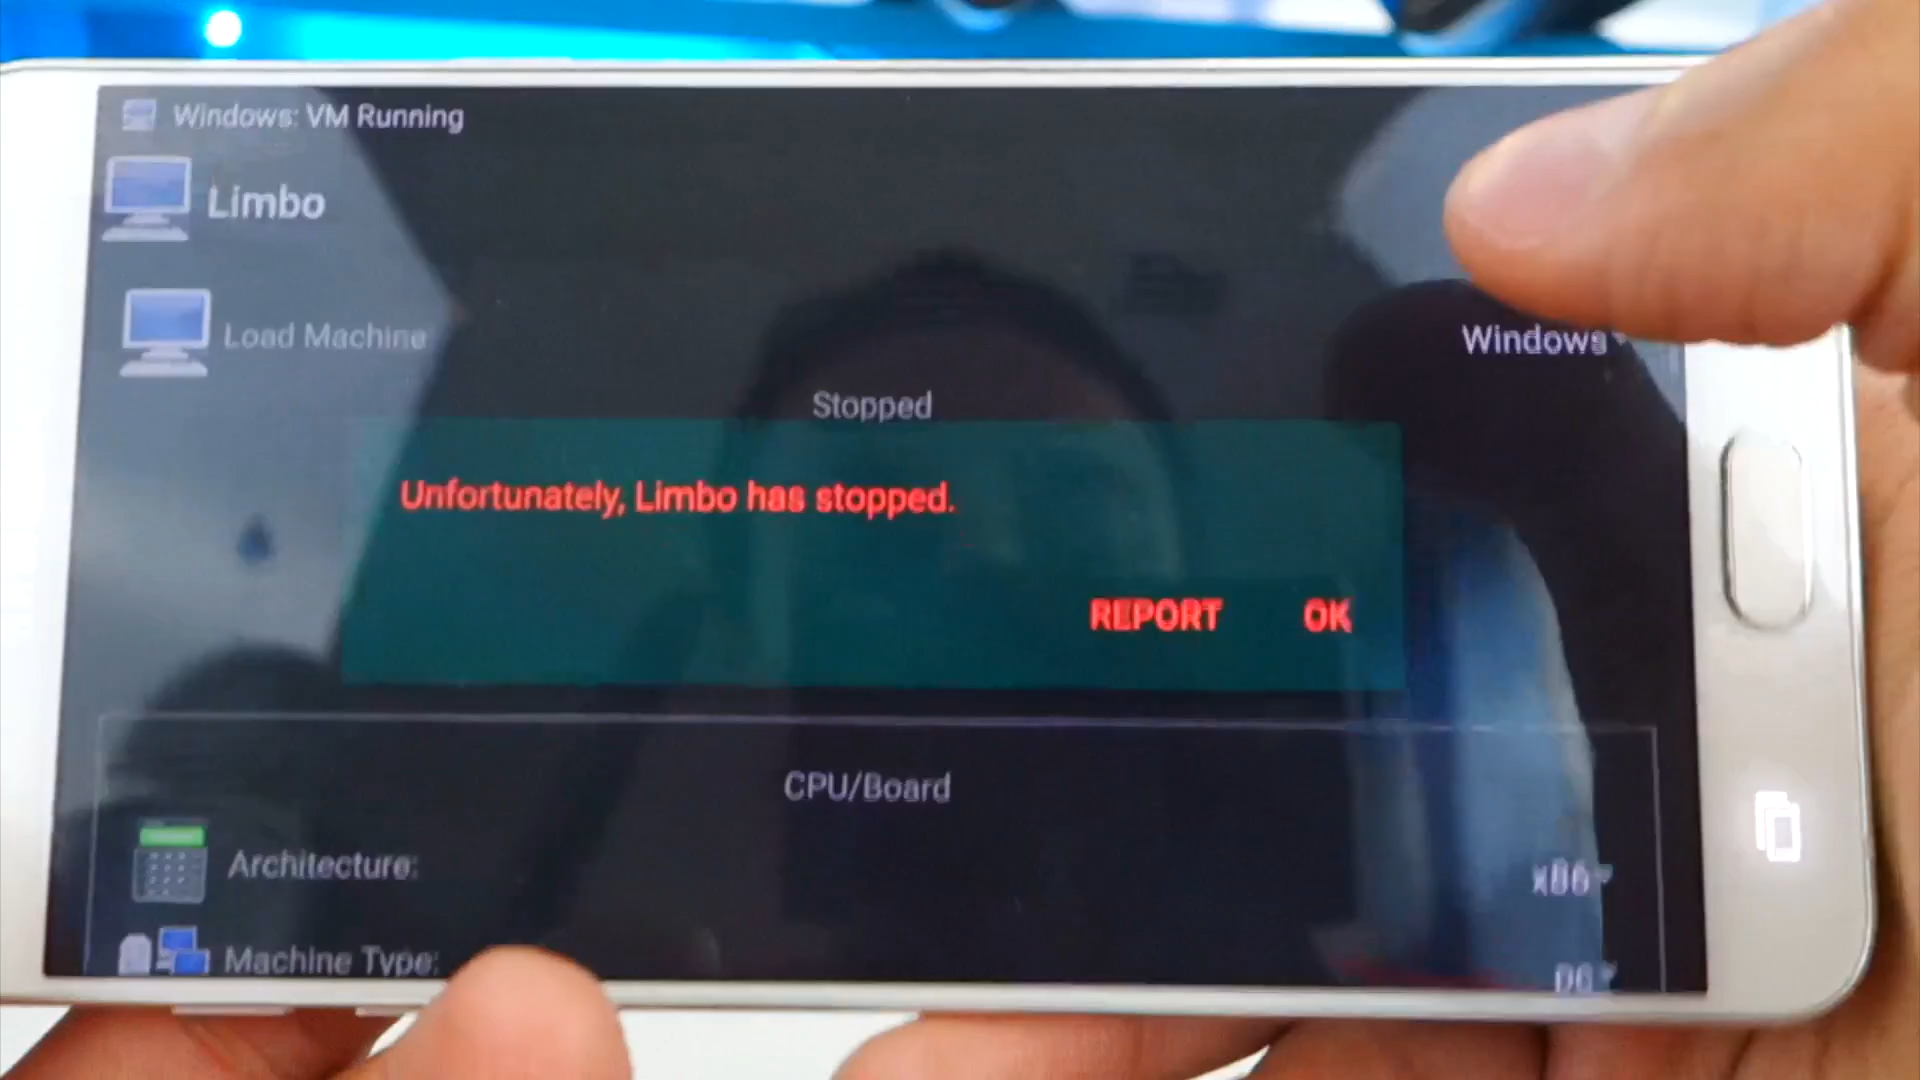 Windows: VM Running
Limbo
Load Machine
Windows
Stopped
Unfortunately, Limbo has stopped.
REPORT OK
CPU/Board
Architecture:
x86
Machine Type: